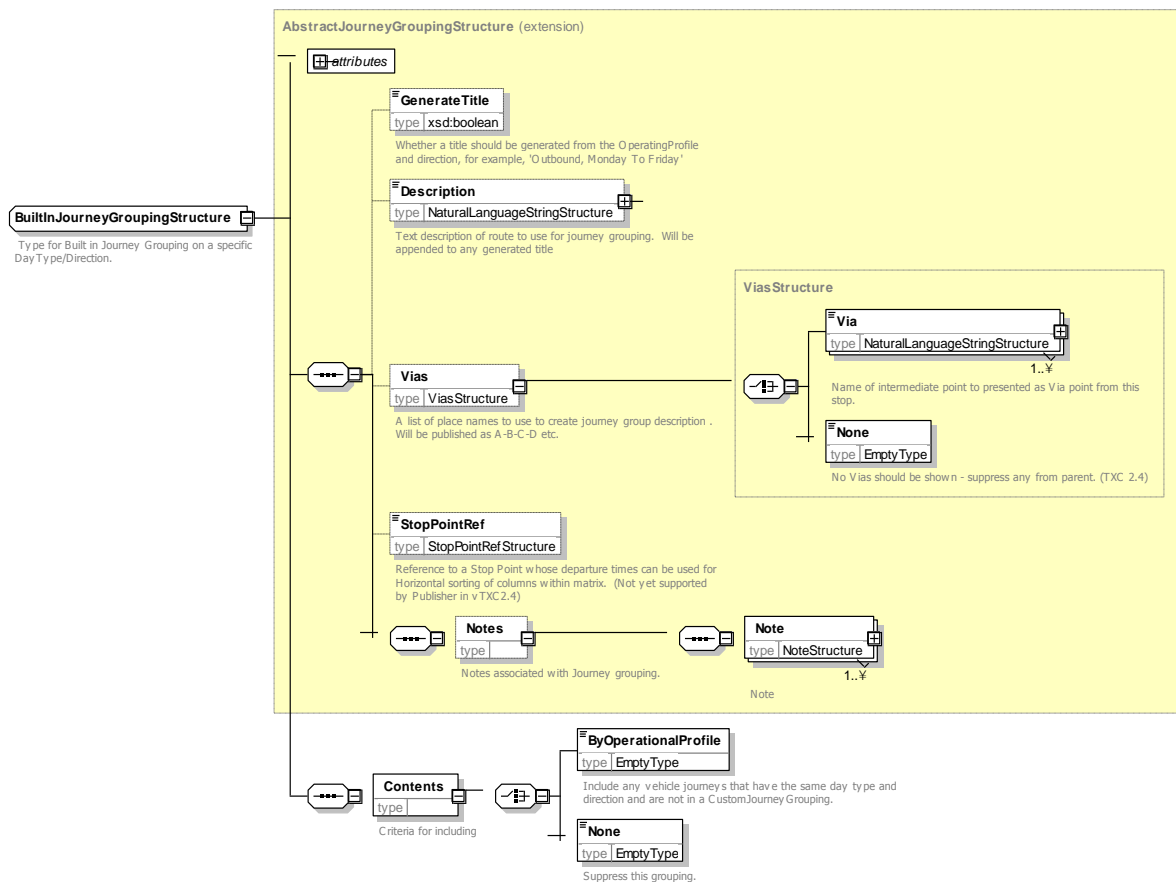 AbstractJourneyGroupingStructure (extension)
attributes
GenerateTitle
type xsd:boolean
Whether a title should be generated from the OperatingProfile
and direction, for example, 'Outbound, Monday To Friday'
Description
type NaturalLanguageStringStructure
Text description of route to use for journey grouping. Will be
appended to any generated title
BuiltInJourneyGroupingStructure
Type for Built in Journey Grouping on a specific
DayType/Direction.
ViasStructure
Via
type NaturalLanguageStringStructure
1..¥
Name of intermediate point to presented as Via point from this
stop.
Vias
type ViasStructure
A list of place names to use to create journey group description .
Will be published as A-B-C-D etc.
None
type EmptyType
No Vias should be shown - suppress any from parent. (TXC 2.4)
StopPointRef
type StopPointRefStructure
Reference to a Stop Point whose departure times can be used for
Horizontal sorting of columns within matrix. (Not yet supported
by Publisher in vTXC2.4)
Notes
type
Notes associated with Journey grouping.
Note
type NoteStructure
1..¥
Note
Contents
type
Criteria for including
ByOperationalProfile
type EmptyType
Include any vehicle journeys that have the same day type and
direction and are not in a CustomJourneyGrouping.
None
type EmptyType
Suppress this grouping.